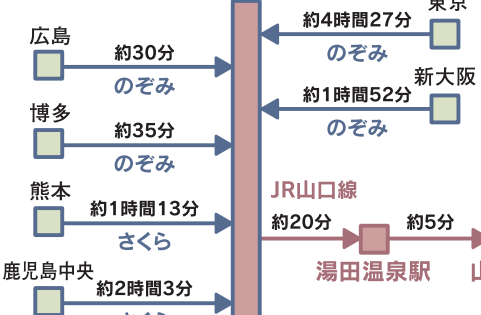 東京
約4時間27分
のぞみ
広島
約30分
のぞみ
新大阪
約1時間52分
のぞみ
博多
約35分
のぞみ
熊本
約1時間13分
さくら
JR山口線
約20分
約5分
湯田温泉駅
鹿児島中央
約2時間3分